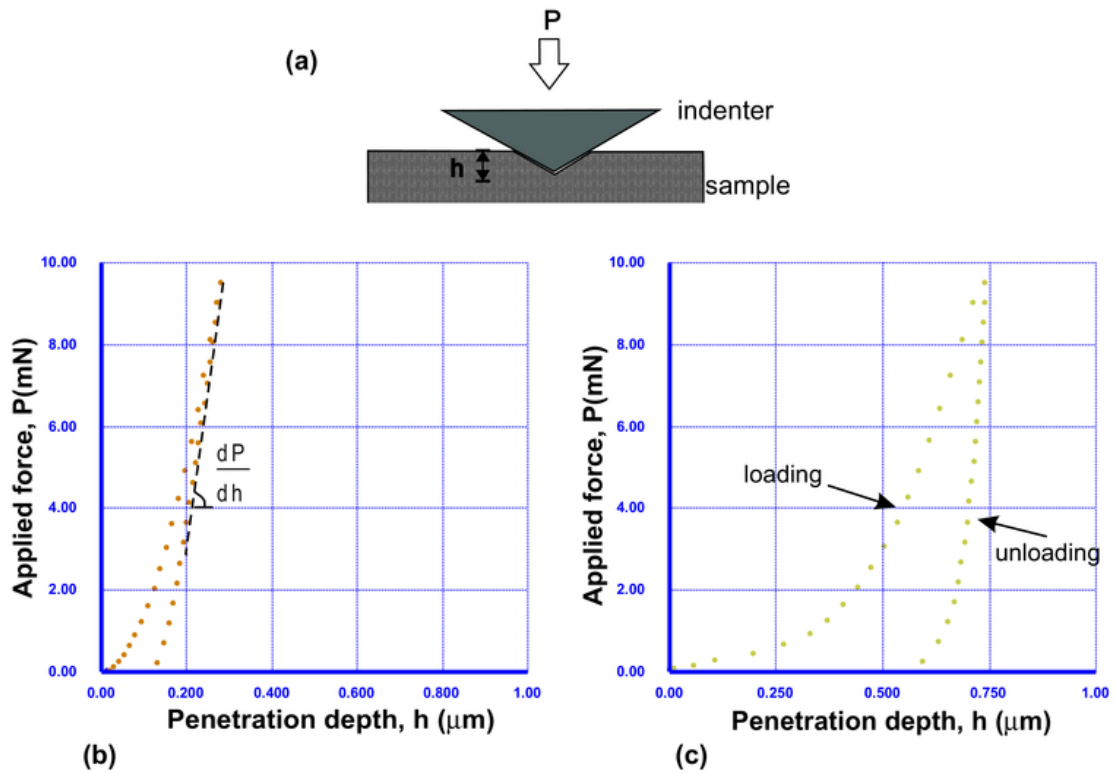 P
(a)
indenter
h
sample
10.00
8.00
6.00
4.00
2.00
0.00
Applied force, P(mN)
dP
dh
0.00 0.200 0.400 0.600 0.800 1.00
Penetration depth, h (μm)
(b)
10.00
8.00
6.00
4.00
2.00
0.00
Applied force, P(mN)
loading
unloading
0.00 0.250 0.500 0.750 1.00
Penetration depth, h (μm)
(c)